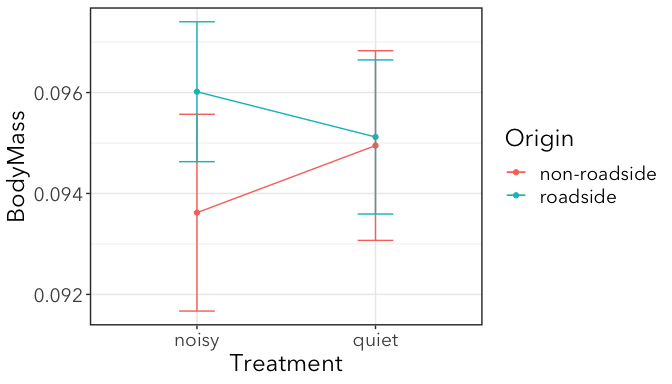 BodyMass
0.096
0.094
0.092
noisy
quiet
Treatment
Origin
non-roadside
roadside